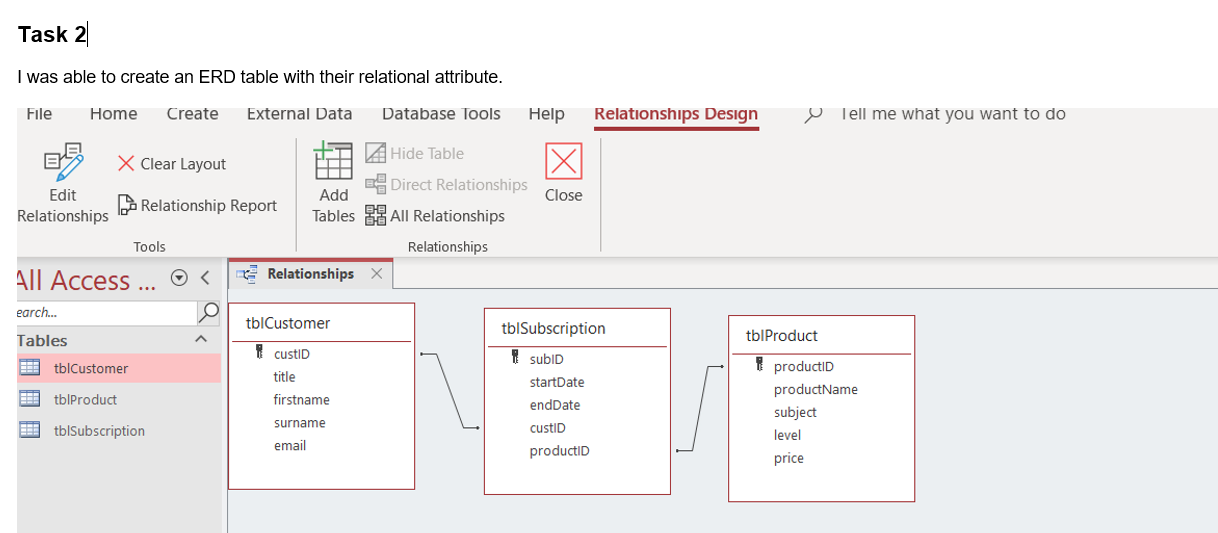 Task 2
I was able to create an ERD table with their relational attribute.
File Home Create External Data Database Tools Help Relationships Design Tell me what you want to do
Edit Relationships
Clear Layout
Relationship Report
Tools
Add Tables
Hide Table
Direct Relationships
All Relationships
Close
Relationships
All Access ...
earch...
Tables
tblCustomer
tblProduct
tblSubscription
Relationships
tblCustomer
custID
title
firstname
surname
email
tblSubscription
subID
startDate
endDate
custID
productID
tblProduct
productID
productName
subject
level
price